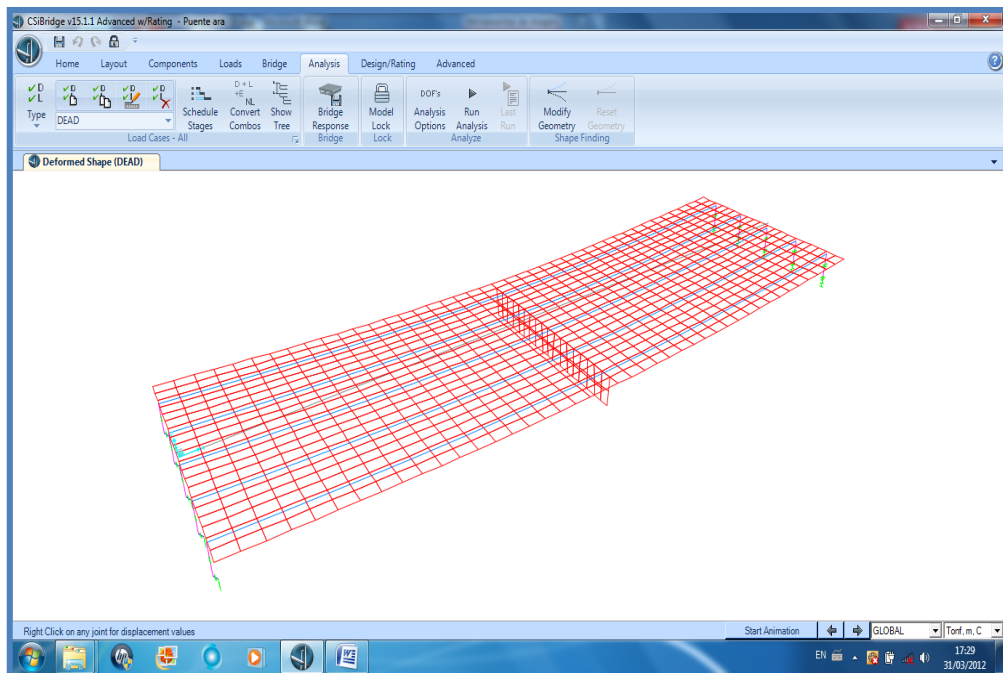 CSiBridge v15.1.1 Advanced w/Rating - Puente ara
Home Layout Components Loads Bridge Analysis Design/Rating Advanced
Type
DEAD
Schedule Stages
D + L +E NL
Convert Combos
Show Tree
Load Cases - All
Bridge Response
Bridge
Model Lock
Lock
DOF's
Analysis Options
Run Analysis
Last Run
Analyze
Modify Geometry
Reset Geometry
Shape Finding
Deformed Shape (DEAD)
Right Click on any joint for displacement values
Start Animation
GLOBAL
Tonf, m, C
EN
17:29
31/03/2012